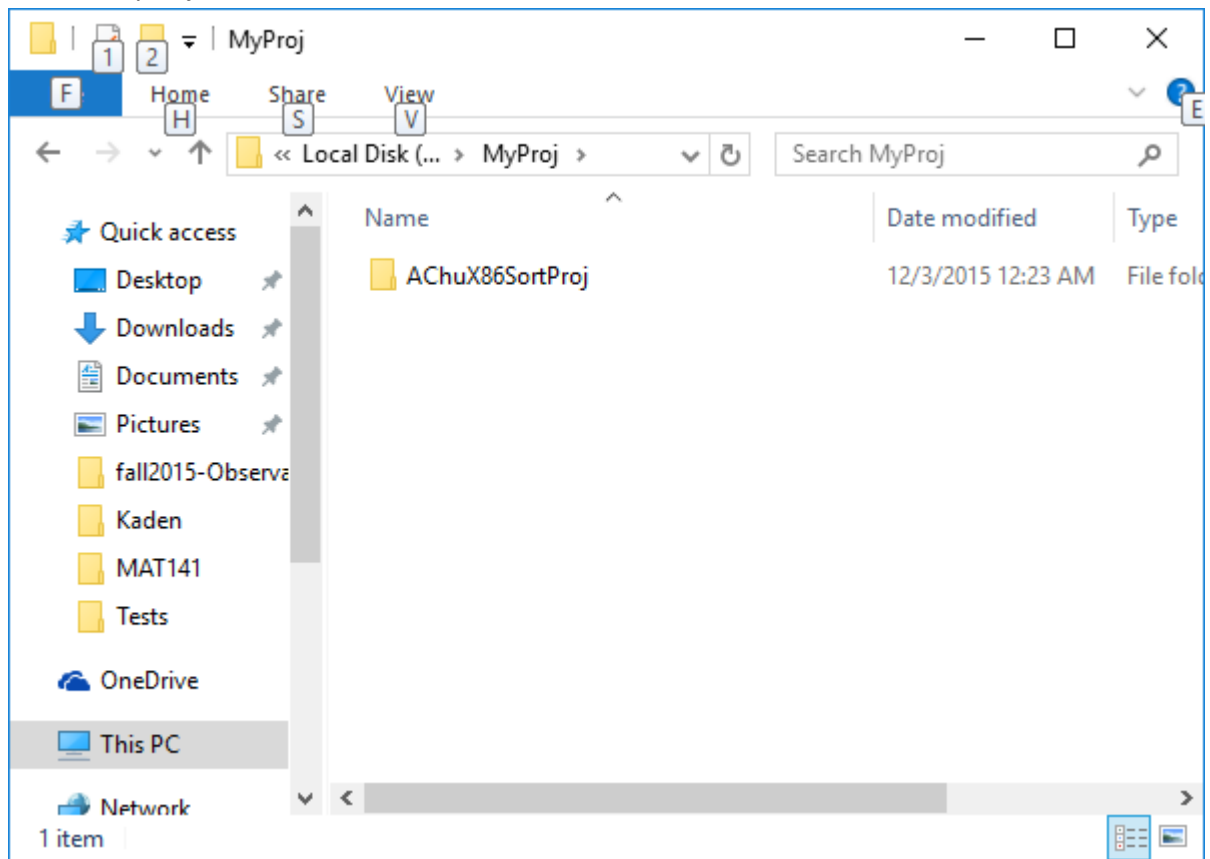 MyProj
1 2
F Home Share View
H S V E
« Local Disk (... > MyProj > Search MyProj
Name Date modified Type
Quick access
AChuX86SortProj 12/3/2015 12:23 AM File fold
Desktop
Downloads
Documents
Pictures
fall2015-Observa
Kaden
MAT141
Tests
OneDrive
This PC
Network
1 item